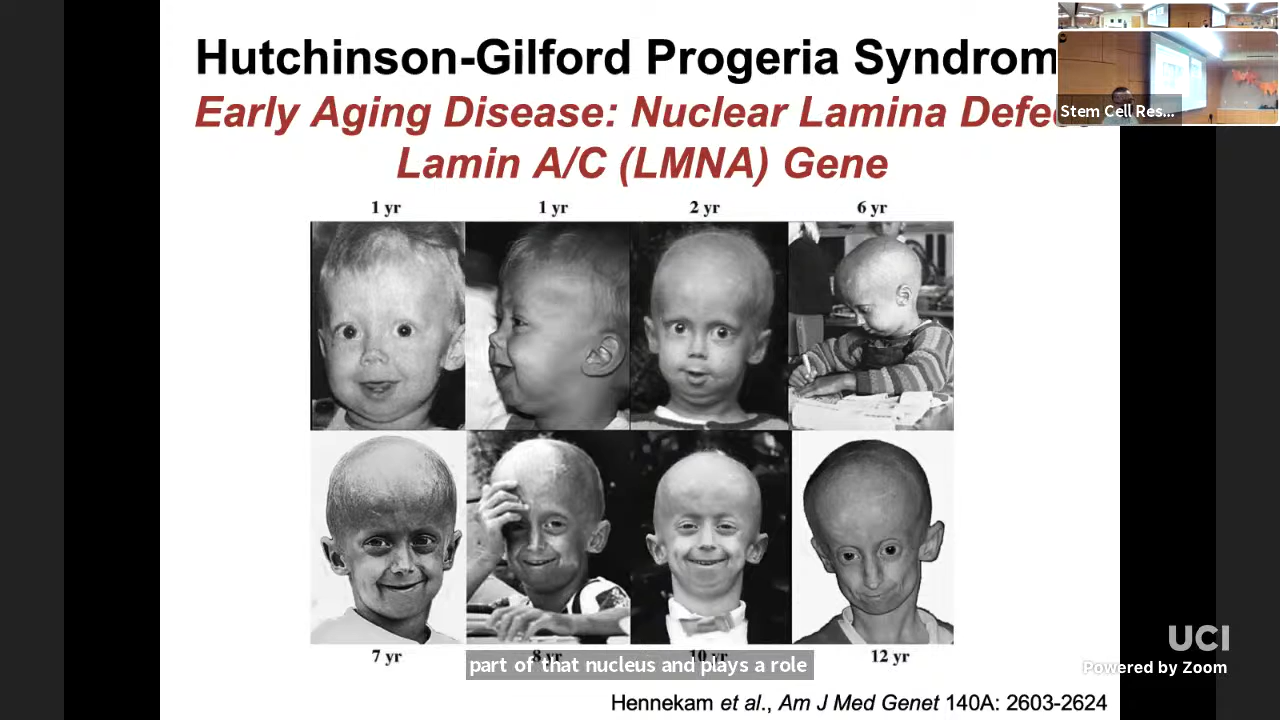 Hutchinson-Gilford Progeria Syndrom
Early Aging Disease: Nuclear Lamina Defe
Lamin A/C (LMNA) Gene
Stem Cell Res...
1 yr
1 yr
2 yr
6 yr
7 yr
8 yr
10 yr
12 yr
part of that nucleus and plays a role
UCI
Powered by Zoom
Hennekam et al., Am J Med Genet 140A: 2603-2624